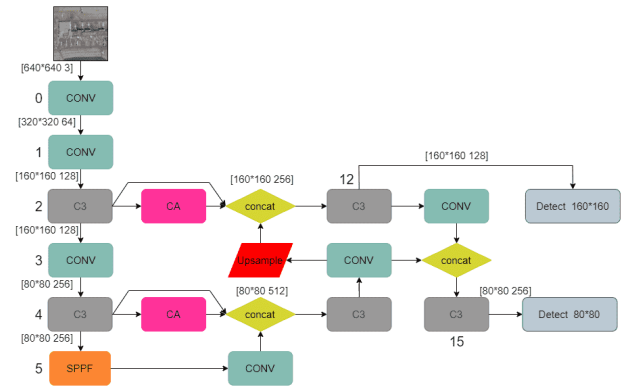 [640*640 3]
0 CONV
[320*320 64]
1 CONV
[160*160 128]
[160*160 256]
12
[160*160 128]
2 C3 CA concat C3 CONV Detect 160*160
[160*160 128]
3 CONV Upsample CONV concat
[80*80 256]
[80*80 512]
[80*80 256]
4 C3 CA concat C3 C3 Detect 80*80
[80*80 256]
15
5 SPPF CONV